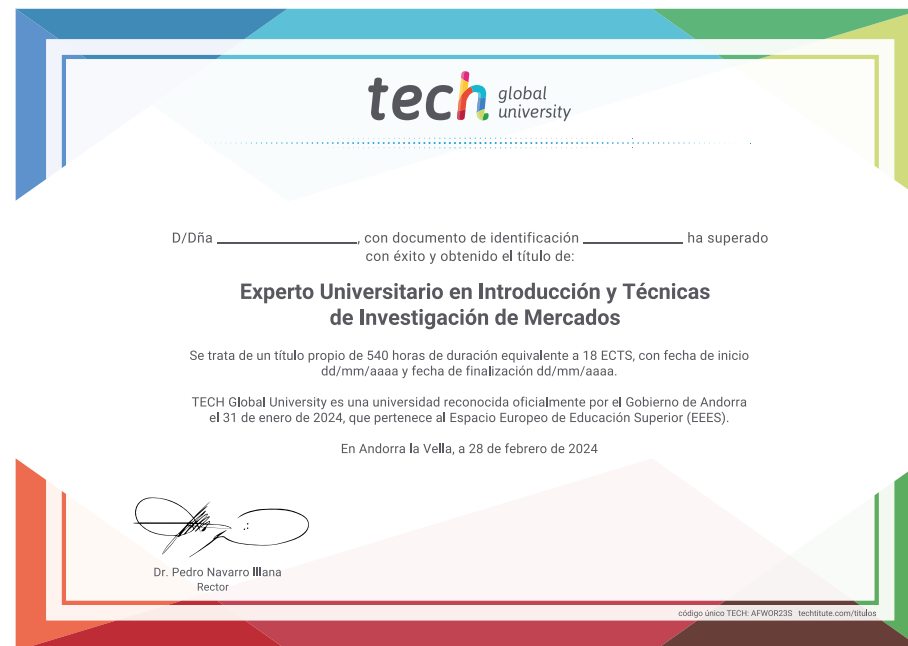 tech global university
D/Dña ____________________, con documento de identificación ______________ ha superado
con éxito y obtenido el título de:
Experto Universitario en Introducción y Técnicas
de Investigación de Mercados
Se trata de un título propio de 540 horas de duración equivalente a 18 ECTS, con fecha de inicio
dd/mm/aaaa y fecha de finalización dd/mm/aaaa.
TECH Global University es una universidad reconocida oficialmente por el Gobierno de Andorra
el 31 de enero de 2024, que pertenece al Espacio Europeo de Educación Superior (EEES).
En Andorra la Vella, a 28 de febrero de 2024
Dr. Pedro Navarro Illana
Rector
código único TECH: AFWOR23S techtitute.com/titulos